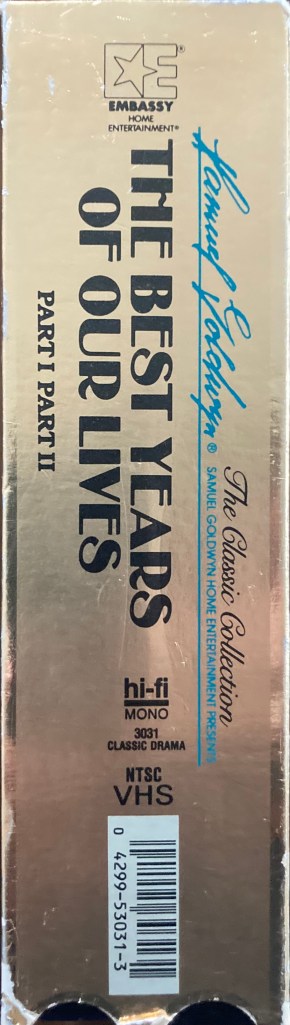 E®
EMBASSY
HOME
ENTERTAINMENT®
Samuel Goldwyn®
The Classic Collection
SAMUEL GOLDWYN HOME ENTERTAINMENT PRESENTS
THE BEST YEARS
OF OUR LIVES
PART I PART II
hi-fi
MONO
3031
CLASSIC DRAMA
NTSC
VHS
0 4299-53031-3